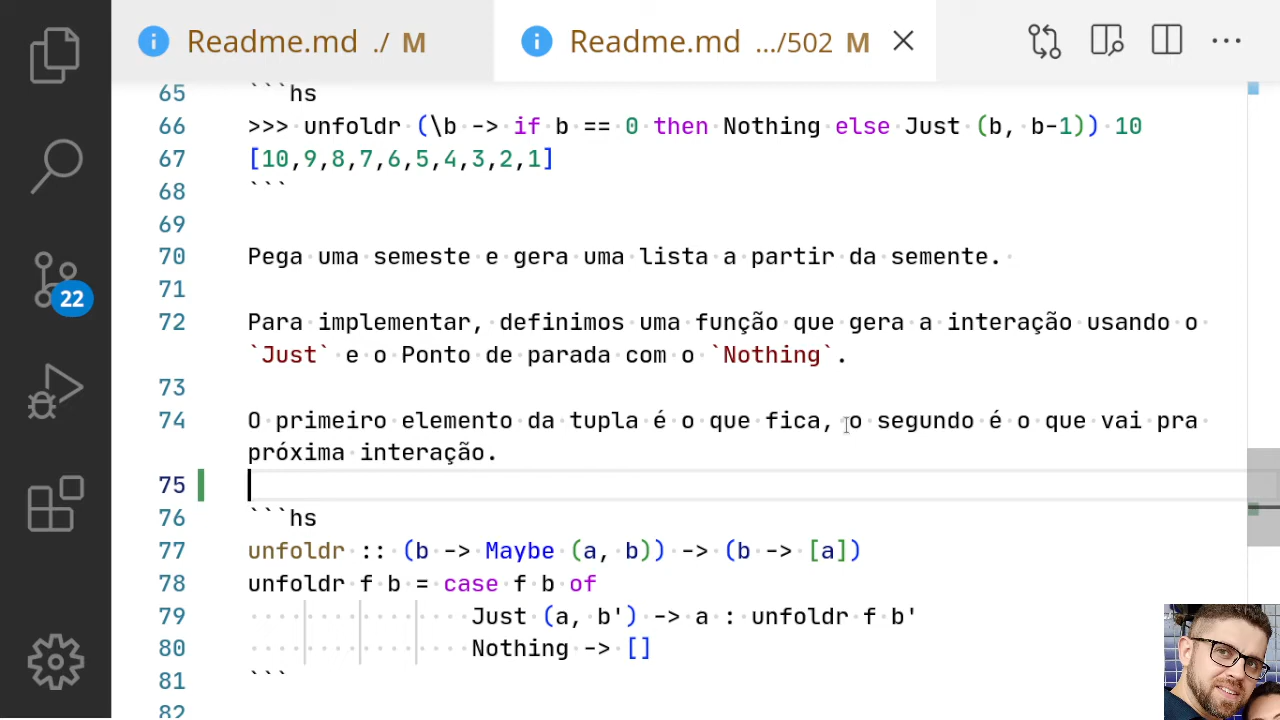 Readme.md ./ M
Readme.md .../502 M
65 ```hs
66 >>> unfoldr (\b -> if b == 0 then Nothing else Just (b, b-1)) 10
67 [10,9,8,7,6,5,4,3,2,1]
68 ```
69
70 Pega uma semeste e gera uma lista a partir da semente.
71
72 Para implementar, definimos uma função que gera a interação usando o
`Just` e o Ponto de parada com o `Nothing`.
73
74 O primeiro elemento da tupla é o que fica, o segundo é o que vai pra
próxima interação.
75
76 ```hs
77 unfoldr :: (b -> Maybe (a, b)) -> (b -> [a])
78 unfoldr f b = case f b of
79 Just (a, b') -> a : unfoldr f b'
80 Nothing -> []
81 ```
82
22